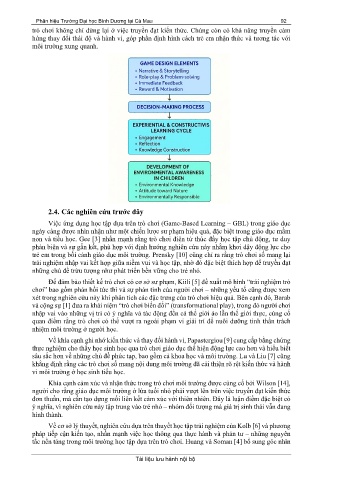 Phân hiệu Trường Đại học Bình Dương tại Cà Mau 92
trò chơi không chỉ dừng lại ở việc truyền đạt kiến thức. Chúng còn có khả năng truyền cảm
hứng thay đổi thái độ và hành vi, góp phần định hình cách trẻ em nhận thức và tương tác với
môi trường xung quanh.
GAME DESIGN ELEMENTS
• Narrative & Storytelling
• Role-play & Problem-solving
• Immediate Feedback
• Reward & Motivation
DECISION-MAKING PROCESS
EXPERIENTIAL & CONSTRUCTIVIS
LEARNING CYCLE
• Engagement
• Reflection
• Knowledge Construction
DEVELOPMENT OF
ENVIRONMENTAL AWARENESS
IN CHILDREN
• Environmental Knowledge
• Attitude toward Nature
• Environmentally Responsible
2.4. Các nghiên cứu trước đây
Việc ứng dụng học tập dựa trên trò chơi (Game-Based Learning – GBL) trong giáo dục
ngày càng được nhìn nhận như một chiến lược sư phạm hiệu quả, đặc biệt trong giáo dục mầm
non và tiểu học. Gee [3] nhấn mạnh rằng trò chơi điện tử thúc đẩy học tập chủ động, tư duy
phản biện và sự gắn kết, phù hợp với định hướng nghiên cứu này nhằm khơi dậy động lực cho
trẻ em trong bối cảnh giáo dục môi trường. Prensky [10] cũng chỉ ra rằng trò chơi số mang lại
trải nghiệm nhập vai kết hợp giữa niềm vui và học tập, nhờ đó đặc biệt thích hợp để truyền đạt
những chủ đề trừu tượng như phát triển bền vững cho trẻ nhỏ.
Để đảm bảo thiết kế trò chơi có cơ sở sư phạm, Kiili [5] đề xuất mô hình “trải nghiệm trò
chơi” bao gồm phản hồi tức thì và sự phản tỉnh của người chơi – những yếu tố cũng được xem
xét trong nghiên cứu này khi phân tích các đặc trưng của trò chơi hiệu quả. Bên cạnh đó, Barab
và cộng sự [1] đưa ra khái niệm “trò chơi biến đổi” (transformational play), trong đó người chơi
nhập vai vào những vị trí có ý nghĩa và tác động đến cả thế giới ảo lẫn thế giới thực, củng cố
quan điểm rằng trò chơi có thể vượt ra ngoài phạm vi giải trí để nuôi dưỡng tinh thần trách
nhiệm môi trường ở người học.
Về khía cạnh ghi nhớ kiến thức và thay đổi hành vi, Papastergiou [9] cung cấp bằng chứng
thực nghiệm cho thấy học sinh học qua trò chơi giáo dục thể hiện động lực cao hơn và hiểu biết
sâu sắc hơn về những chủ đề phức tạp, bao gồm cả khoa học và môi trường. Lu và Liu [7] cũng
khẳng định rằng các trò chơi số mang nội dung môi trường đã cải thiện rõ rệt kiến thức và hành
vi môi trường ở học sinh tiểu học.
Khía cạnh cảm xúc và nhận thức trong trò chơi môi trường được củng cố bởi Wilson [14],
người cho rằng giáo dục môi trường ở lứa tuổi nhỏ phải vượt lên trên việc truyền đạt kiến thức
đơn thuần, mà cần tạo dựng mối liên kết cảm xúc với thiên nhiên. Đây là luận điểm đặc biệt có
ý nghĩa, vì nghiên cứu này tập trung vào trẻ nhỏ – nhóm đối tượng mà giá trị sinh thái vẫn đang
hình thành.
Về cơ sở lý thuyết, nghiên cứu dựa trên thuyết học tập trải nghiệm của Kolb [6] và phương
pháp tiếp cận kiến tạo, nhấn mạnh việc học thông qua thực hành và phản tư – những nguyên
tắc nền tảng trong môi trường học tập dựa trên trò chơi. Huang và Soman [4] bổ sung góc nhìn
Tài liệu lưu hành nội bộ